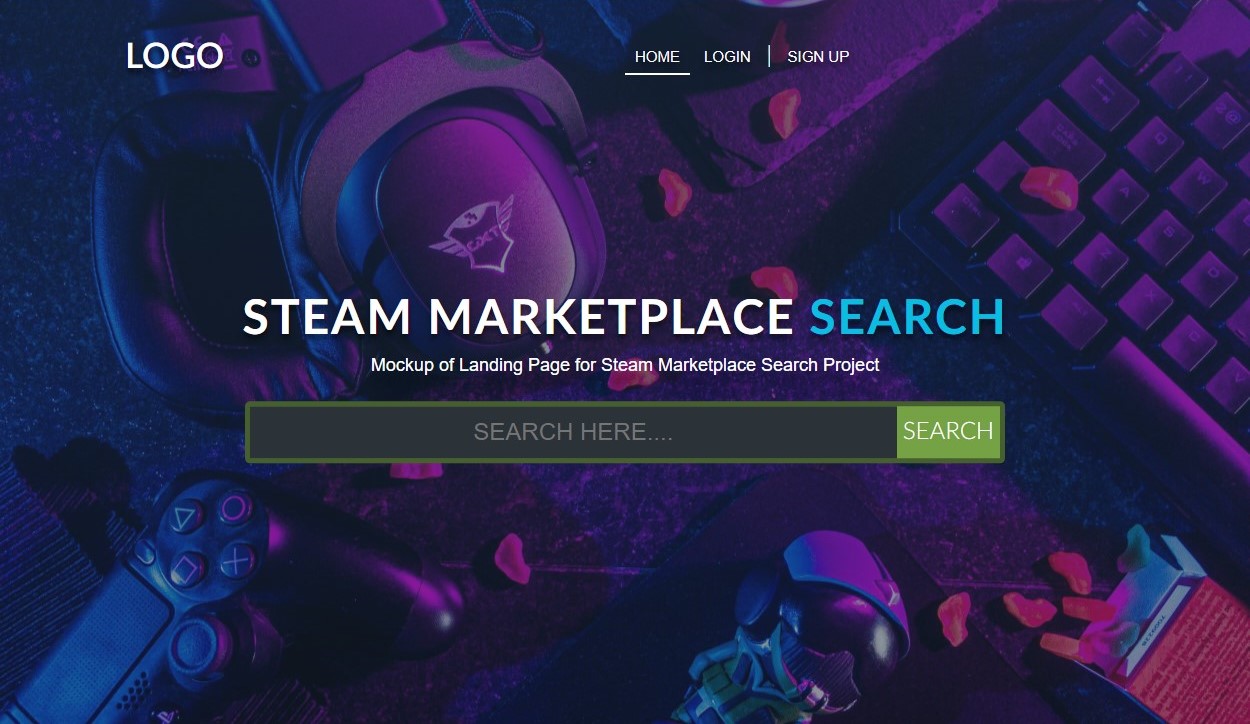 LOGO
HOME LOGIN | SIGN UP
GXT
STEAM MARKETPLACE SEARCH
Mockup of Landing Page for Steam Marketplace Search Project
SEARCH HERE....
SEARCH